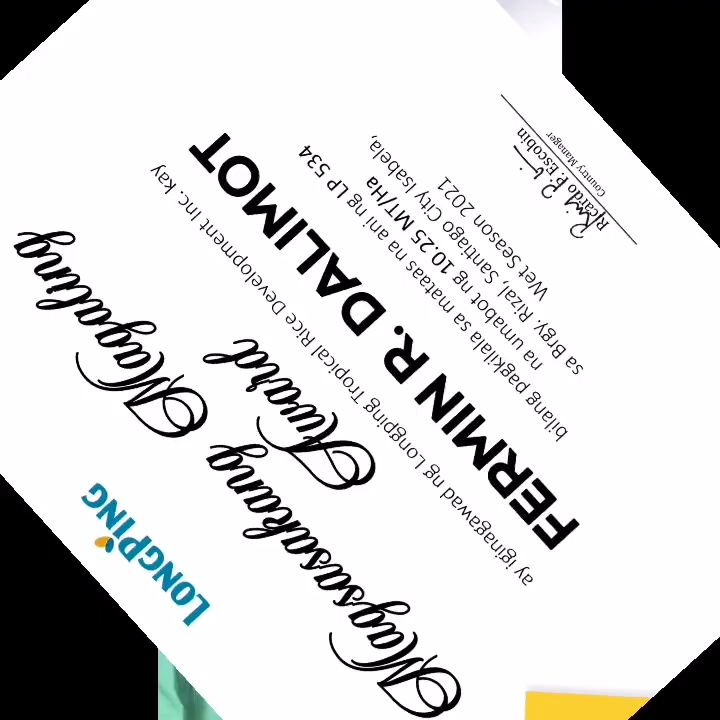 LONGPING
Magsasakang Magaling
Award
ay iginagawad ng Longping Tropical Rice Development Inc. kay
FERMIN R. DALIMOT
bilang pagkilala sa mataas na ani ng LP 534
na umabot ng 10.25 MT/Ha
sa Brgy. Rizal, Santiago City Isabela,
Wet Season 2021
Ricardo P. Escobin
Country Manager